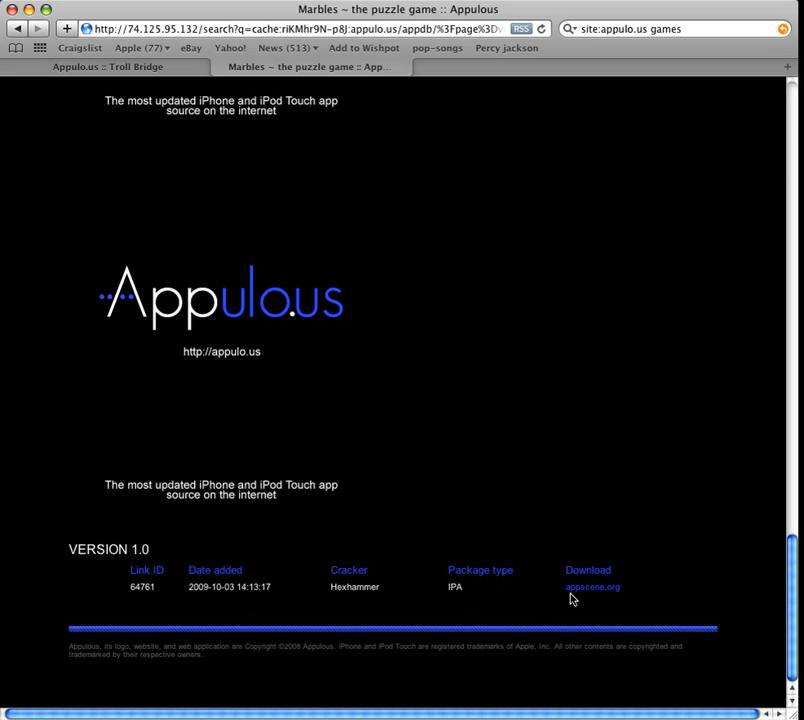 Marbles ~ the puzzle game :: Appulous
http://74.125.95.132/search?q=cache:riKMhr9N-p8J:appulo.us/appdb/%3Fpage%3Dv
RSS
site:appulo.us games
Craigslist
Apple (77)
eBay
Yahoo!
News (513)
Add to Wishpot
pop-songs
Percy jackson
Appulo.us :: Troll Bridge
Marbles ~ the puzzle game :: App...
The most updated iPhone and iPod Touch app
source on the internet
Appulo.us
http://appulo.us
The most updated iPhone and iPod Touch app
source on the internet
VERSION 1.0
Link ID Date added Cracker Package type Download
64761 2009-10-03 14:13:17 Hexhammer IPA appscene.org
Appulous, its logo, website, and web application are Copyright ©2008 Appulous. iPhone and iPod Touch are registered trademarks of Apple, Inc. All other contents are copyrighted and
trademarked by their respective owners.